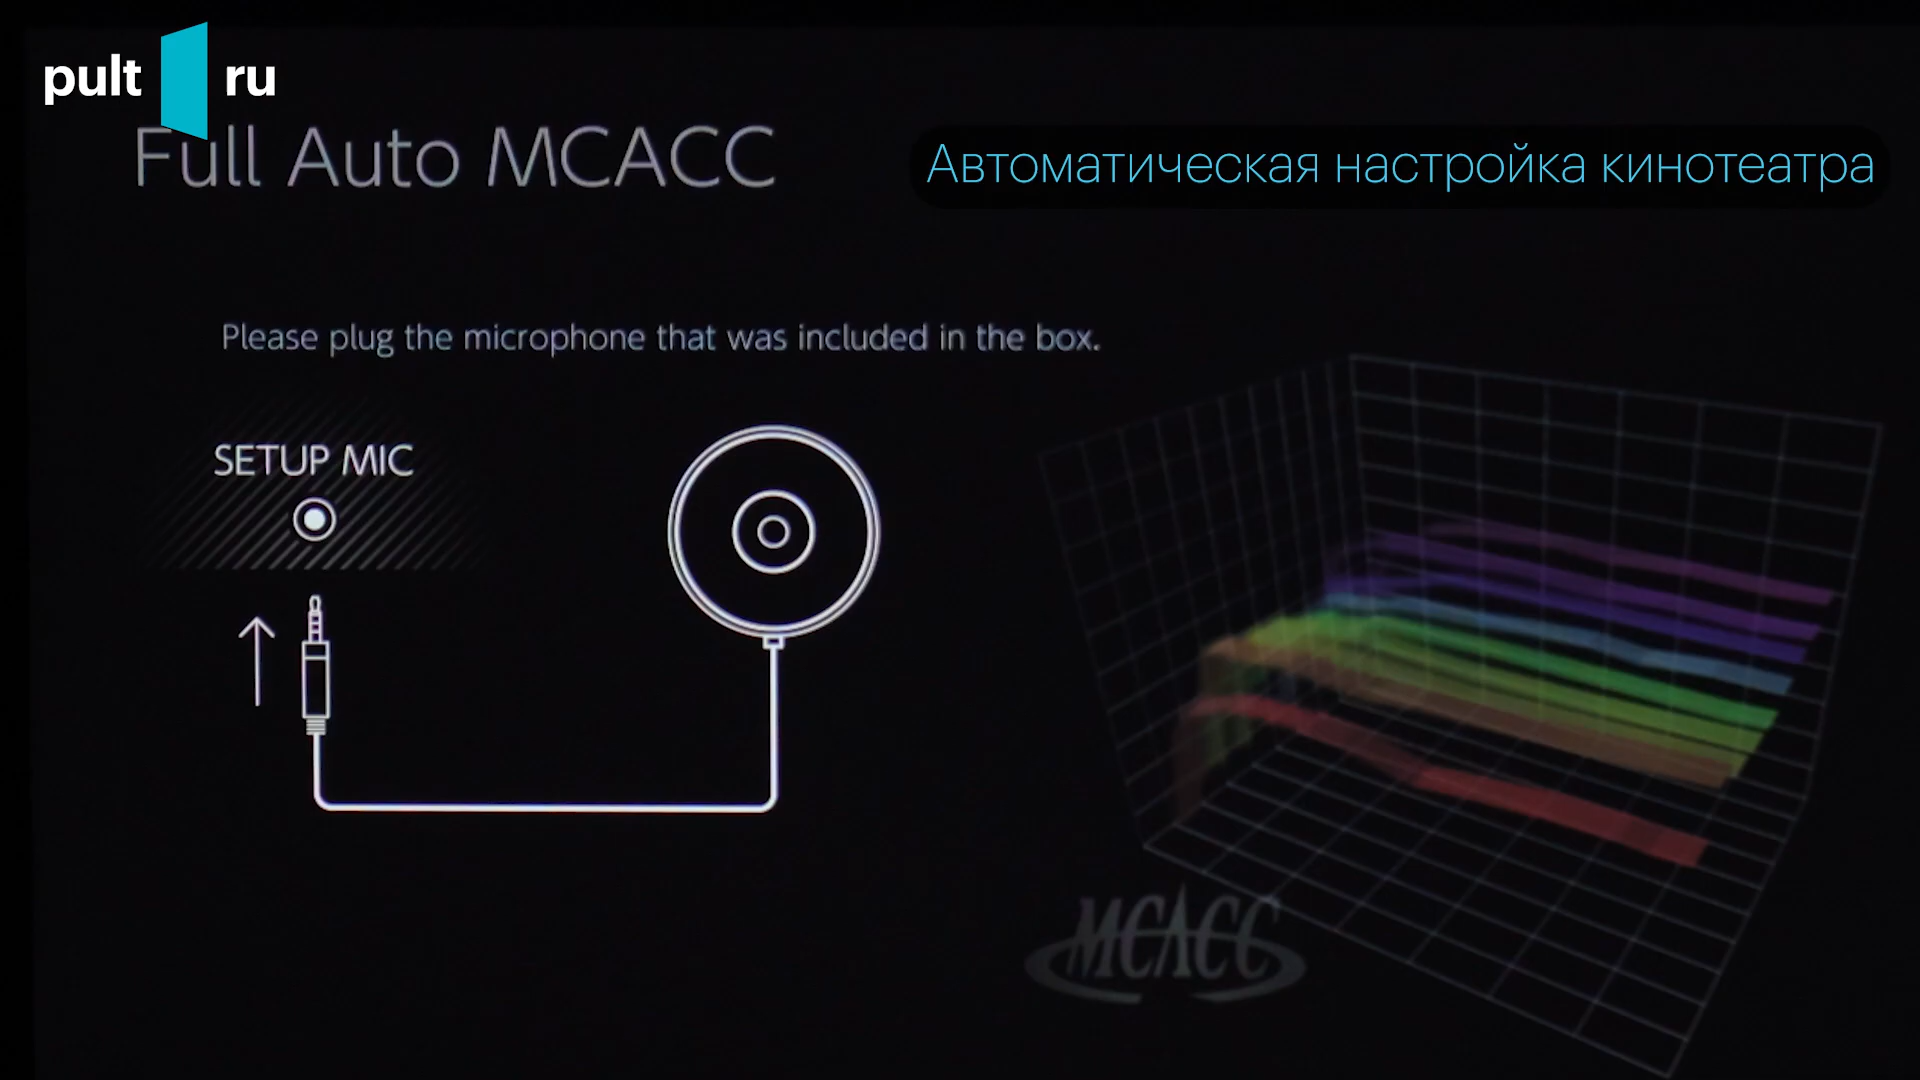 pult ru
Full Auto MCACC
Автоматическая настройка кинотеатра
Please plug the microphone that was included in the box.
SETUP MIC
MCACC